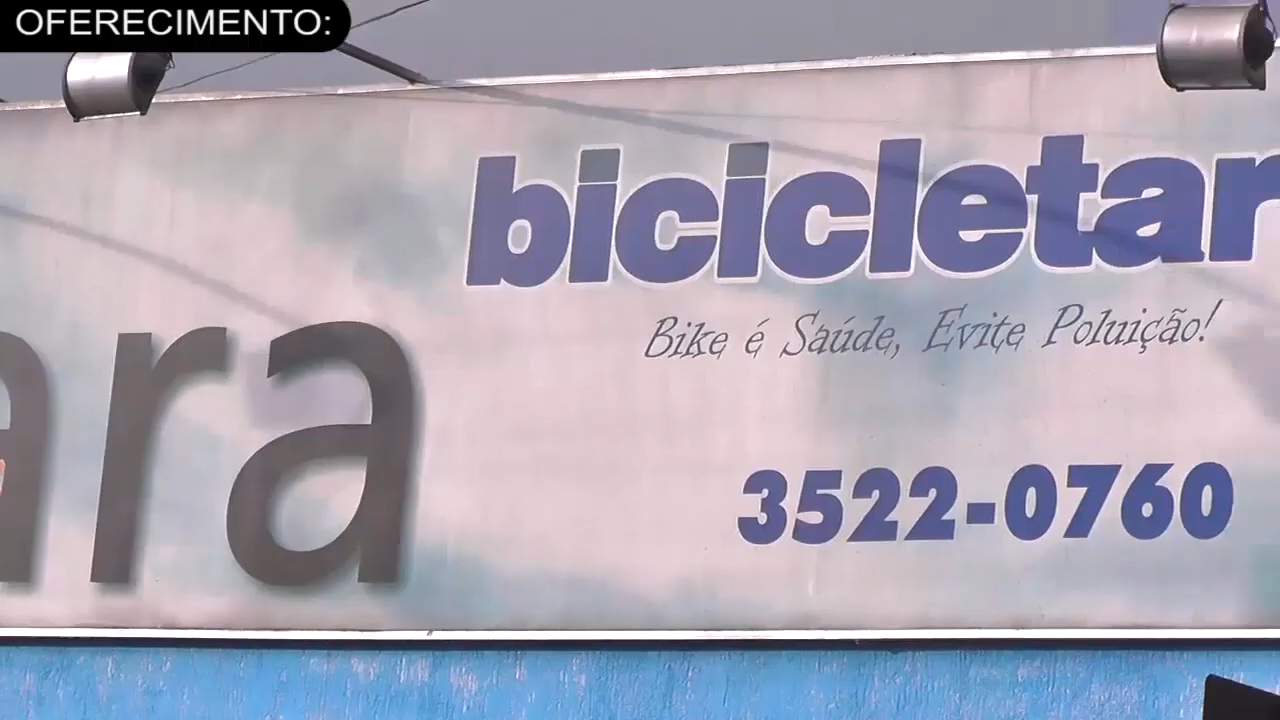 OFERECIMENTO:
ara
bicicletar
Bike é Saúde, Evite Poluição!
3522-0760